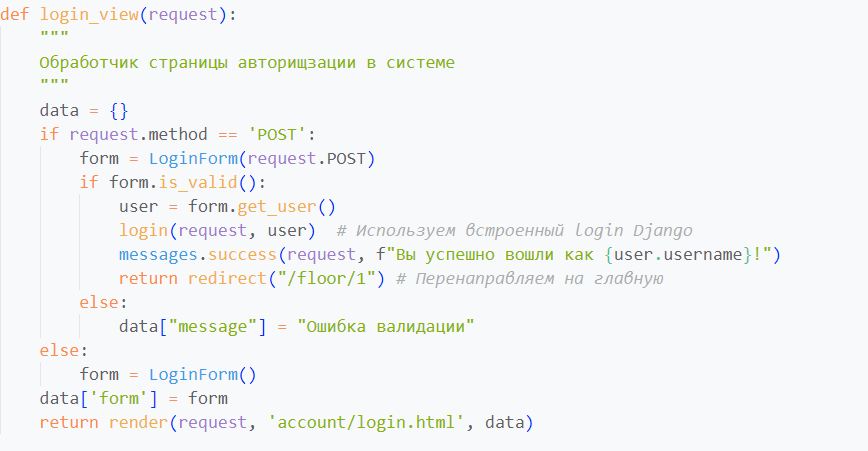 def login_view(request):
    """
    Обработчик страницы авторищзации в системе
    """
    data = {}
    if request.method == 'POST':
        form = LoginForm(request.POST)
        if form.is_valid():
            user = form.get_user()
            login(request, user)  # Используем встроенный login Django
            messages.success(request, f"Вы успешно вошли как {user.username}!")
            return redirect("/floor/1") # Перенаправляем на главную
        else:
            data["message"] = "Ошибка валидации"
    else:
        form = LoginForm()
    data['form'] = form
    return render(request, 'account/login.html', data)